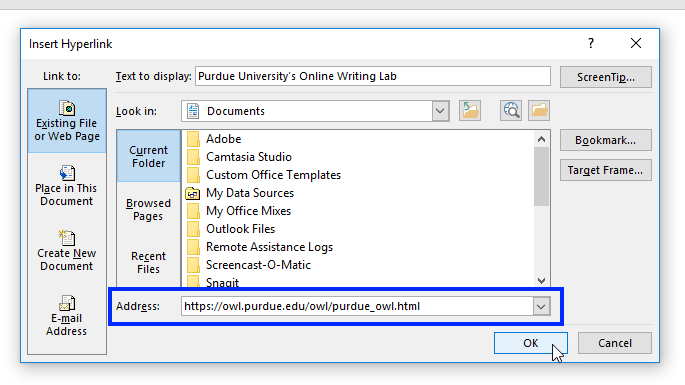 Insert Hyperlink
?
Link to:
Text to display:
Purdue University's Online Writing Lab
ScreenTip...
Existing File
or Web Page
Place in This
Document
Create New
Document
E-mail
Address
Look in:
Documents
Current
Folder
Browsed
Pages
Recent
Files
Adobe
Camtasia Studio
Custom Office Templates
My Data Sources
My Office Mixes
Outlook Files
Remote Assistance Logs
Screencast-O-Matic
Snagit
Bookmark...
Target Frame...
Address:
https://owl.purdue.edu/owl/purdue_owl.html
OK
Cancel